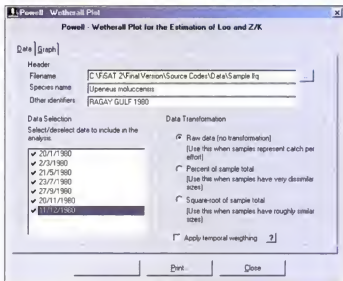 Powell - Wetherall Plot
Powell - Wetherall Plot for the Estimation of Loo and Z/K
Data Graph
Header
Filename C:\FiSAT 2\Final Version\Source Codes\Data\Sample.lfq ...
Species name Upeneus moluccensis
Other identifiers RAGAY GULF 1980
Data Selection
Select/deselect data to include in the analysis.
20/1/1980
2/3/1980
21/5/1980
23/7/1980
27/9/1980
20/11/1980
31/12/1980
Data Transformation
Raw data (no transformation)
[Use this when samples represent catch per
effort]
Percent of sample total
[Use this when samples have very dissimilar
sizes]
Square-root of sample total
[Use this when samples have roughly similar
sizes]
Apply temporal weigthing ?
Print... Close